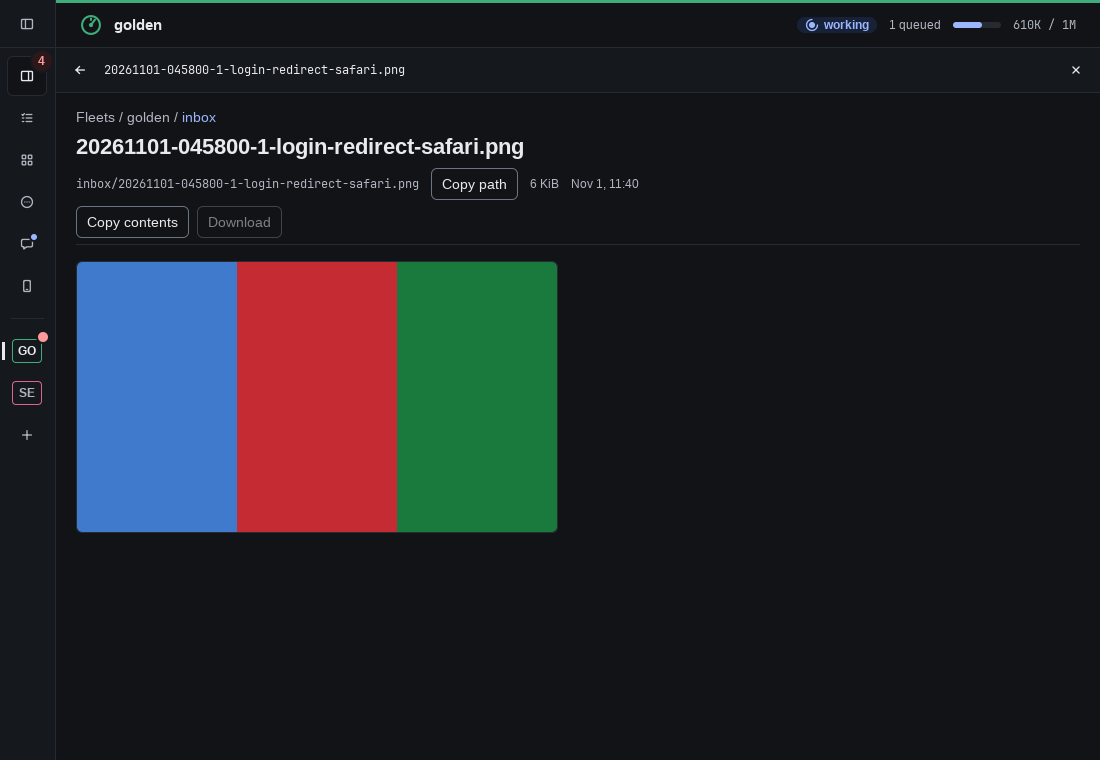 golden
working
1 queued
610K / 1M
4
20261101-045800-1-login-redirect-safari.png
Fleets / golden / inbox
20261101-045800-1-login-redirect-safari.png
inbox/20261101-045800-1-login-redirect-safari.png
Copy path
6 KiB
Nov 1, 11:40
Copy contents
Download
GO
SE